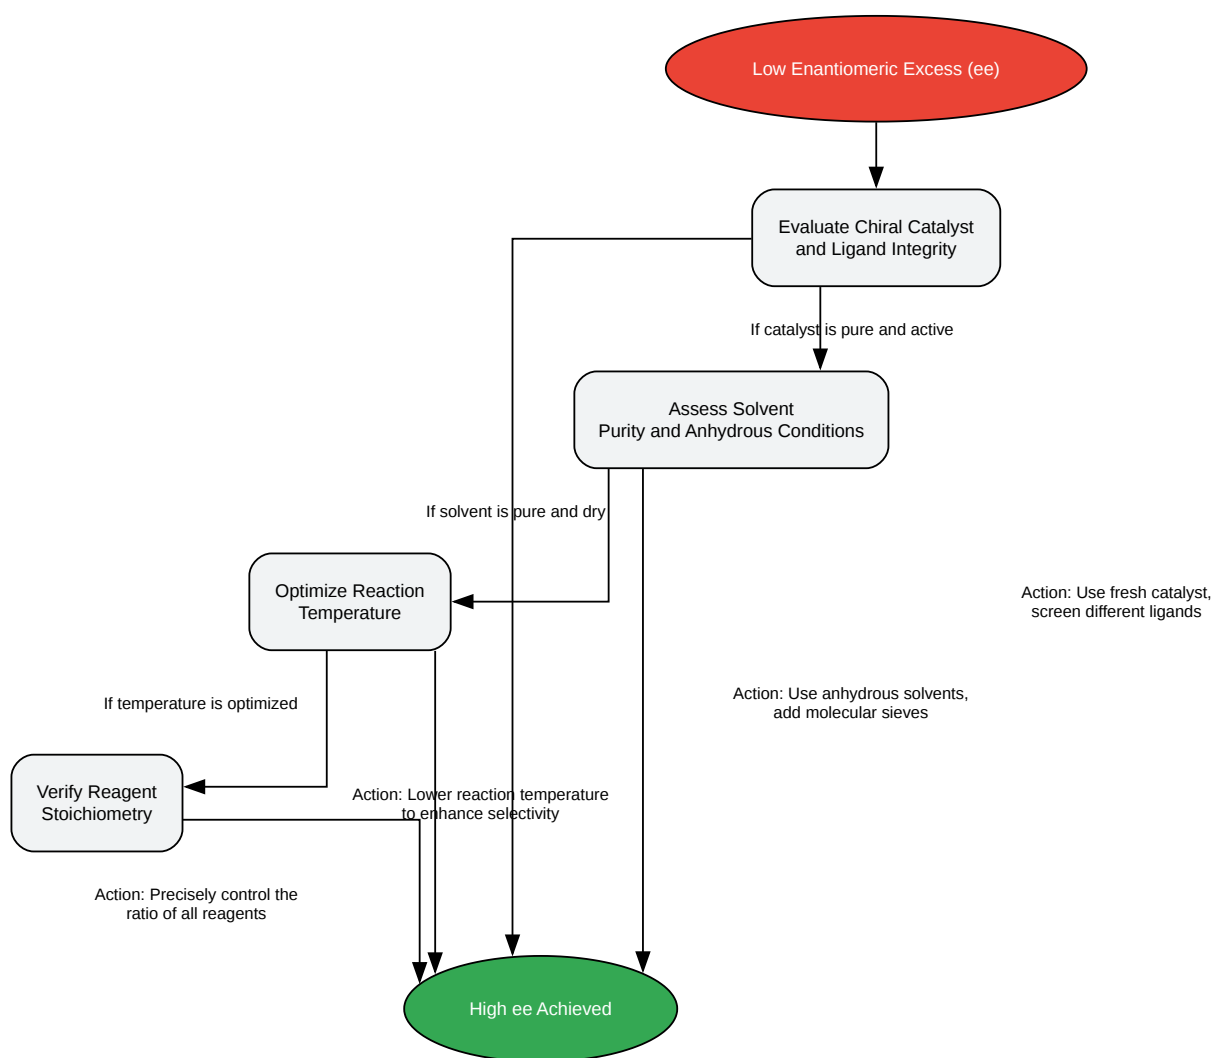 Low Enantiomeric Excess (ee)
Evaluate Chiral Catalyst
and Ligand Integrity
If catalyst is pure and active
Assess Solvent
Purity and Anhydrous Conditions
If solvent is pure and dry
Optimize Reaction
Temperature
Action: Use fresh catalyst,
screen different ligands
If temperature is optimized
Action: Use anhydrous solvents,
add molecular sieves
Verify Reagent
Stoichiometry
Action: Lower reaction temperature
to enhance selectivity
Action: Precisely control the
ratio of all reagents
High ee Achieved